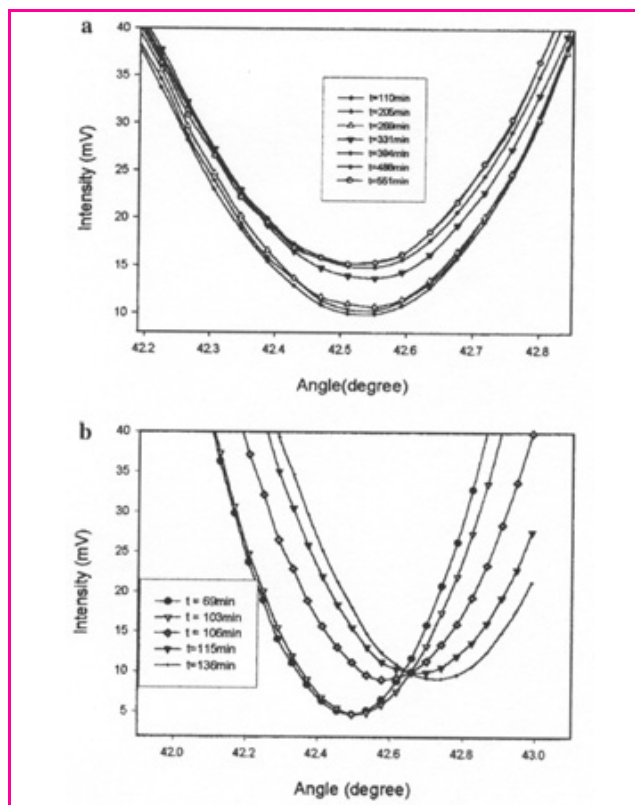 a
40
35
30
25
20
15
10
Intensity (mV)
t=110min
t=205min
t=269min
t=331min
t=394min
t=486min
t=551min
42.2 42.3 42.4 42.5 42.6 42.7 42.8
Angle(degree)
b
40
35
30
25
20
15
10
5
Intensity (mV)
t = 69min
t = 103min
t = 106min
t=115min
t=136min
42.0 42.2 42.4 42.6 42.8 43.0
Angle (degree)